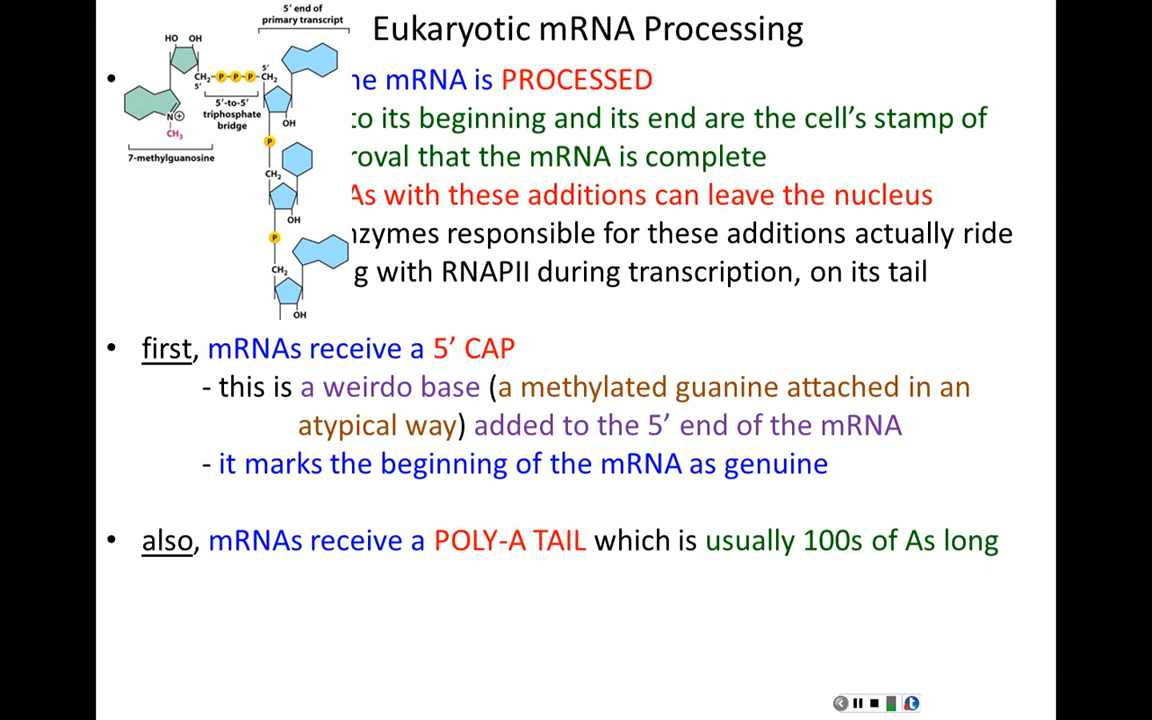 Eukaryotic mRNA Processing
mRNA is PROCESSED
to its beginning and its end are the cell's stamp of
that the mRNA is complete
with these additions can leave the nucleus
responsible for these additions actually ride
with RNAPII during transcription, on its tail
• first, mRNAs receive a 5' CAP
- this is a weirdo base (a methylated guanine attached in an
atypical way) added to the 5' end of the mRNA
- it marks the beginning of the mRNA as genuine
• also, mRNAs receive a POLY-A TAIL which is usually 100s of As long
5' end of
primary transcript
HO OH
CH₂-P-P-P-CH₂
5'
5'
5'-to-5'
triphosphate
bridge
N⊕
CH₃
7-methylguanosine
OH
P
CH₂
OH
P
CH₂
OH